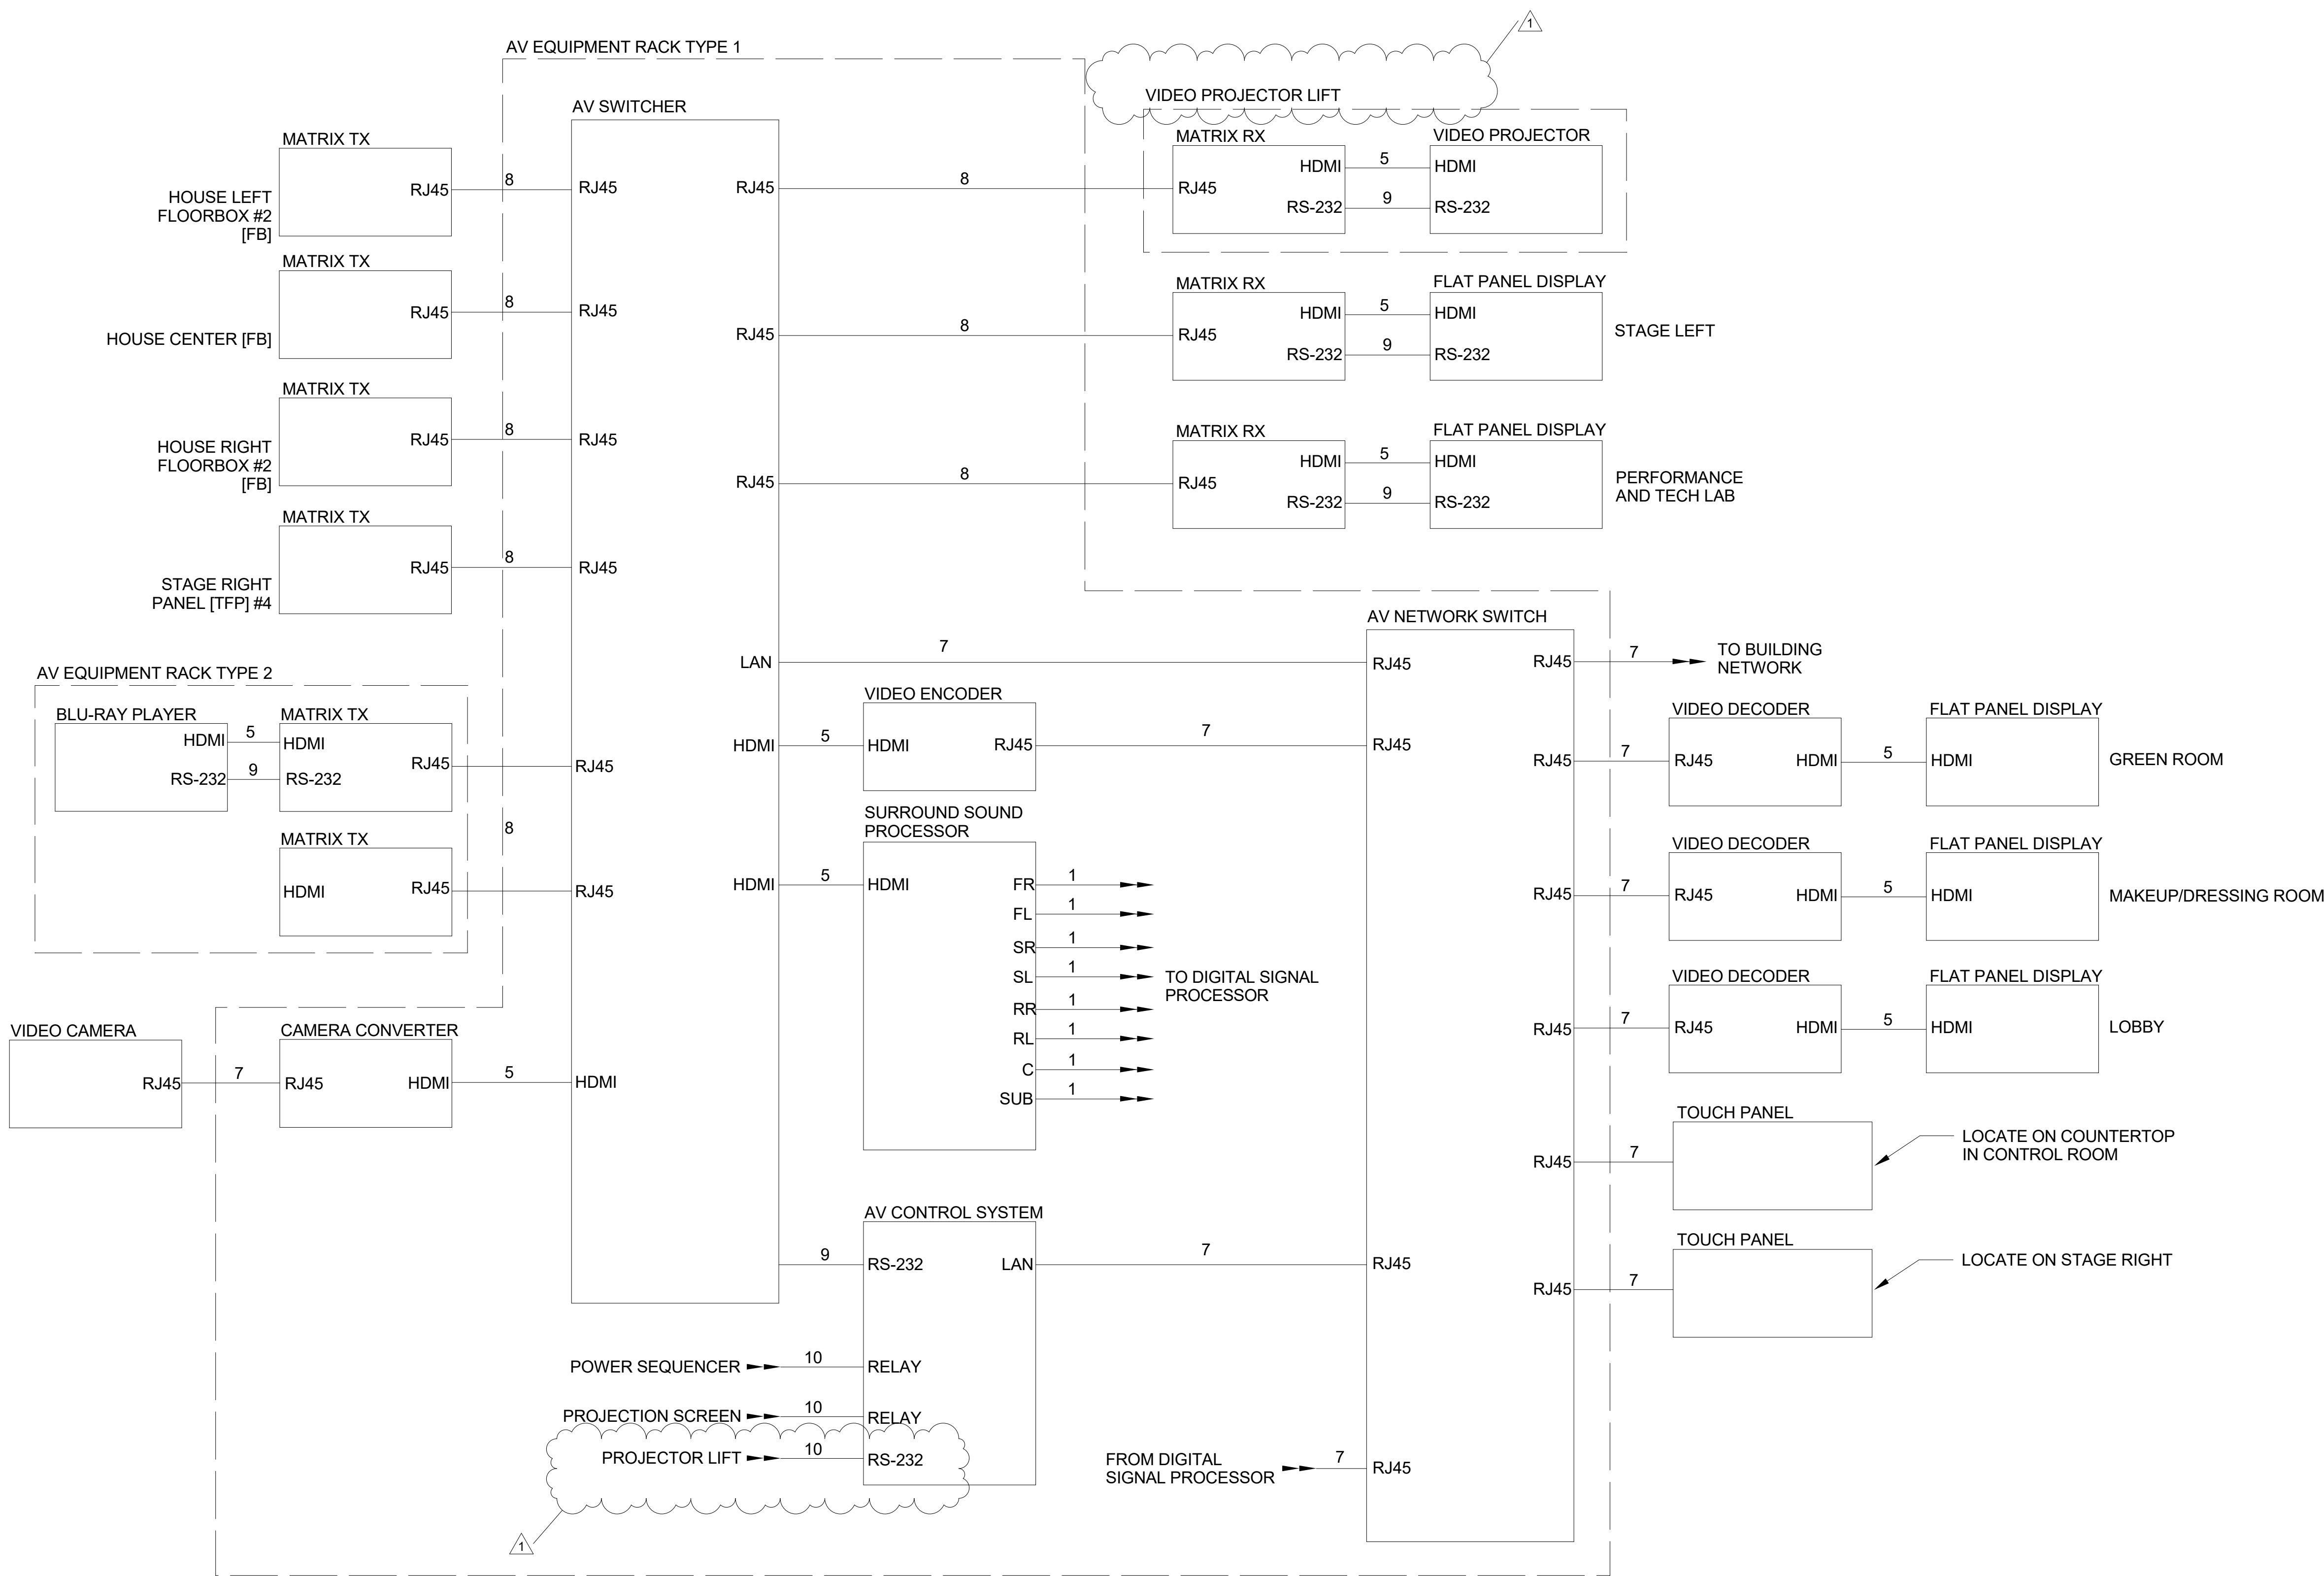 1
AV EQUIPMENT RACK TYPE 1
VIDEO PROJECTOR LIFT
AV SWITCHER
MATRIX TX
RJ45
8
RJ45
HOUSE LEFT
FLOORBOX #2
[FB]
MATRIX TX
RJ45
8
RJ45
HOUSE CENTER [FB]
MATRIX TX
RJ45
8
RJ45
HOUSE RIGHT
FLOORBOX #2
[FB]
MATRIX TX
RJ45
8
RJ45
STAGE RIGHT
PANEL [TFP] #4
RJ45
8
MATRIX RX
RJ45
HDMI
5
RS-232
9
VIDEO PROJECTOR
HDMI
RS-232
RJ45
8
MATRIX RX
RJ45
HDMI
5
RS-232
9
FLAT PANEL DISPLAY
HDMI
RS-232
STAGE LEFT
RJ45
8
MATRIX RX
RJ45
HDMI
5
RS-232
9
FLAT PANEL DISPLAY
HDMI
RS-232
PERFORMANCE
AND TECH LAB
AV EQUIPMENT RACK TYPE 2
BLU-RAY PLAYER
HDMI
5
RS-232
9
MATRIX TX
HDMI
RS-232
RJ45
RJ45
8
MATRIX TX
HDMI
RJ45
RJ45
VIDEO CAMERA
RJ45
7
CAMERA CONVERTER
RJ45
HDMI
5
HDMI
LAN
7
RJ45
HDMI
5
VIDEO ENCODER
HDMI
RJ45
7
RJ45
HDMI
5
SURROUND SOUND
PROCESSOR
HDMI
FR
1
FL
1
SR
1
SL
1
RR
1
RL
1
C
1
SUB
1
TO DIGITAL SIGNAL
PROCESSOR
9
AV CONTROL SYSTEM
RS-232
LAN
7
RJ45
POWER SEQUENCER
10
RELAY
PROJECTION SCREEN
10
RELAY
PROJECTOR LIFT
10
RS-232
1
FROM DIGITAL
SIGNAL PROCESSOR
7
RJ45
AV NETWORK SWITCH
RJ45
7
TO BUILDING
NETWORK
RJ45
7
VIDEO DECODER
RJ45
HDMI
5
FLAT PANEL DISPLAY
HDMI
GREEN ROOM
RJ45
7
VIDEO DECODER
RJ45
HDMI
5
FLAT PANEL DISPLAY
HDMI
MAKEUP/DRESSING ROOM
RJ45
7
VIDEO DECODER
RJ45
HDMI
5
FLAT PANEL DISPLAY
HDMI
LOBBY
RJ45
7
TOUCH PANEL
LOCATE ON COUNTERTOP
IN CONTROL ROOM
RJ45
7
TOUCH PANEL
LOCATE ON STAGE RIGHT